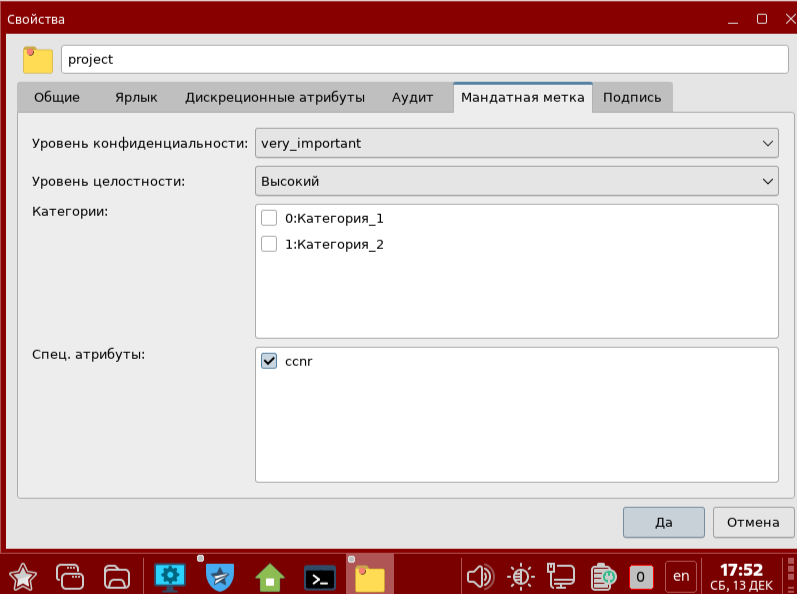 Свойства
project
Общие Ярлык Дискреционные атрибуты Аудит Мандатная метка Подпись
Уровень конфиденциальности: very_important
Уровень целостности: Высокий
Категории:
0:Категория_1
1:Категория_2
Спец. атрибуты:
ccnr
Да Отмена
0 en 17:52
СБ, 13 ДЕК